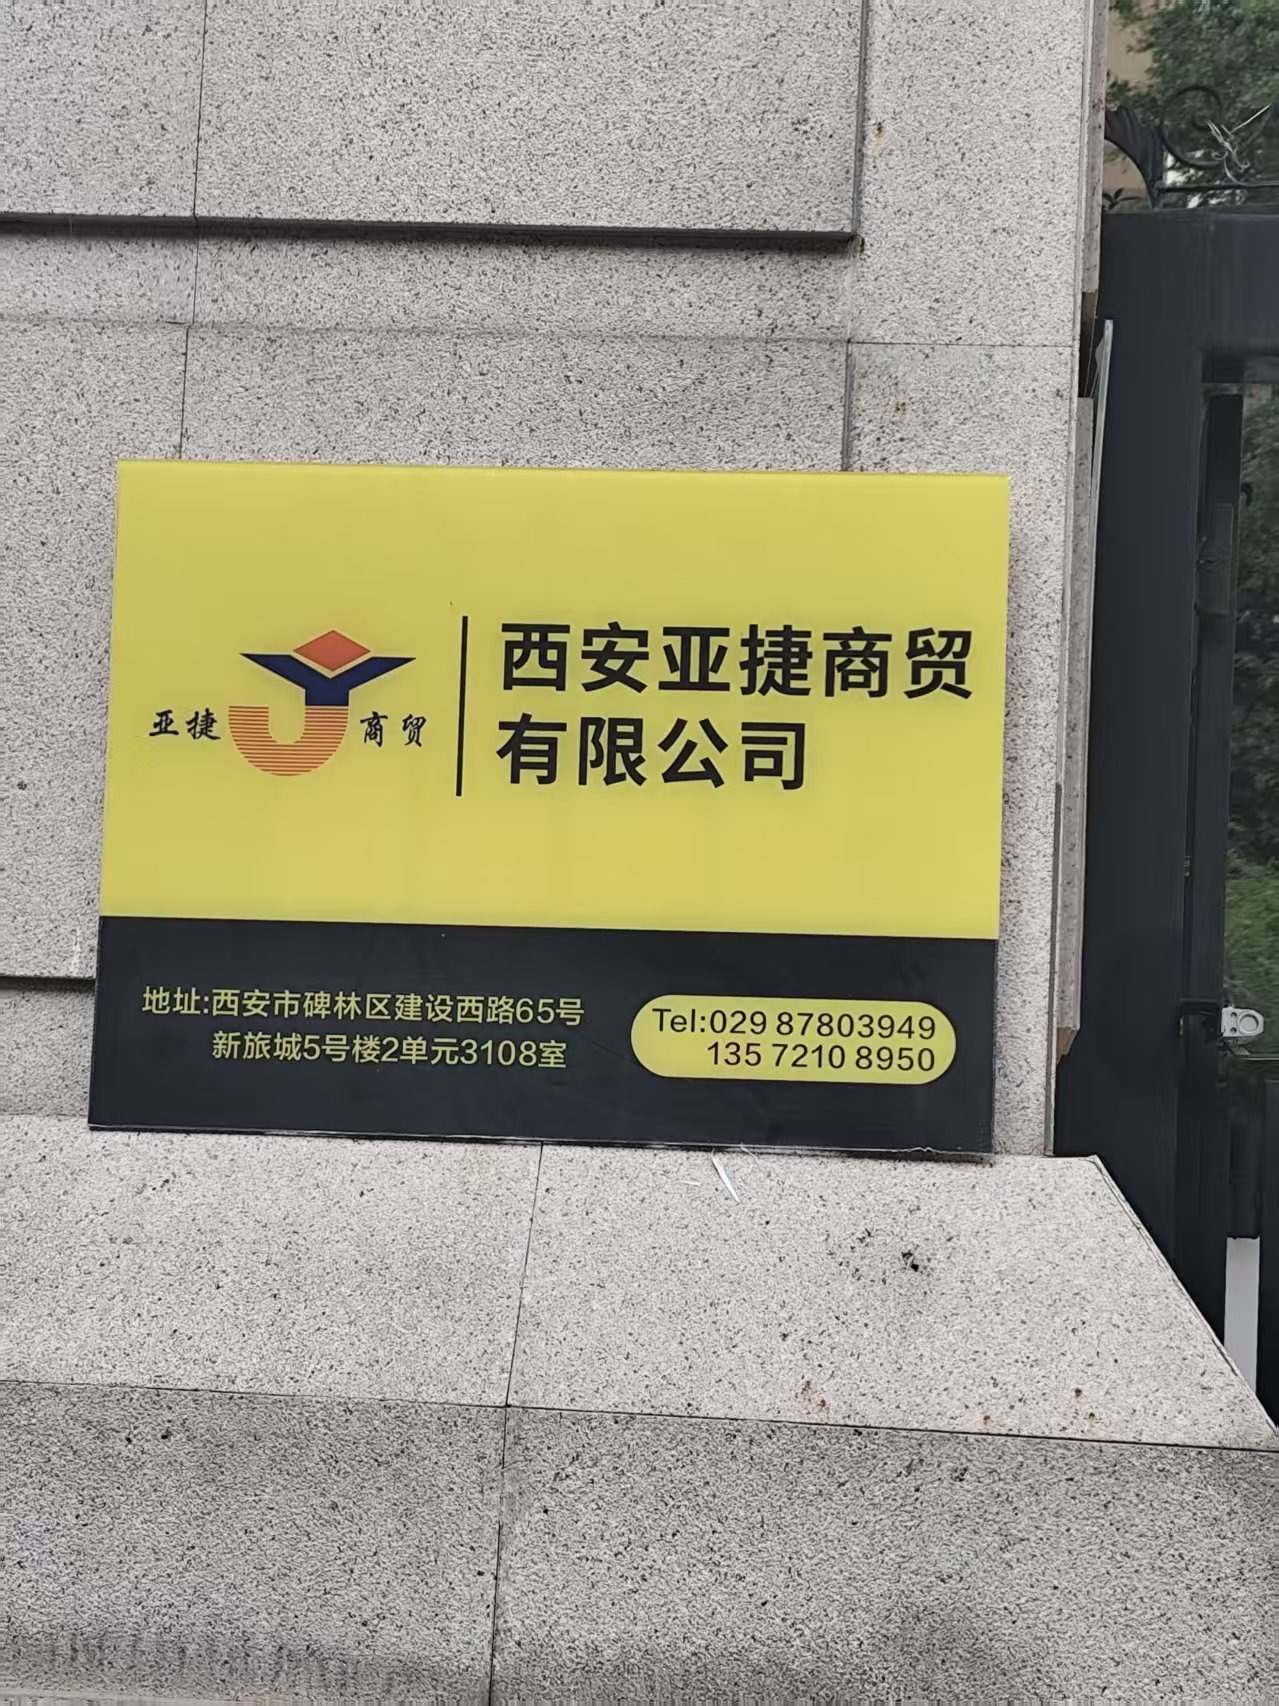 亚捷 商贸
西安亚捷商贸
有限公司
地址:西安市碑林区建设西路65号
新旅城5号楼2单元3108室
Tel:029 87803949
135 7210 8950